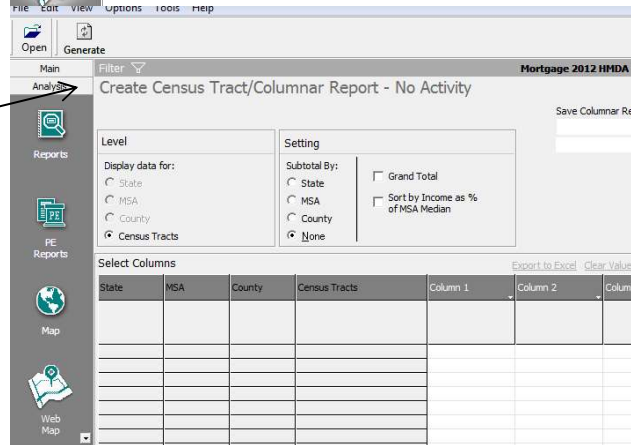 File Edit View Options Tools Help
Open Generate
Main
Analysis
Reports
PE
PE
Reports
Map
Web
Map
Filter
Mortgage 2012 HMDA
Create Census Tract/Columnar Report - No Activity
Save Columnar Re
Level
Display data for:
State
MSA
County
Census Tracts
Setting
Subtotal By:
State
MSA
County
None
Grand Total
Sort by Income as %
of MSA Median
Select Columns
Export to Excel Clear Value
State MSA County Census Tracts Column 1 Column 2 Colum